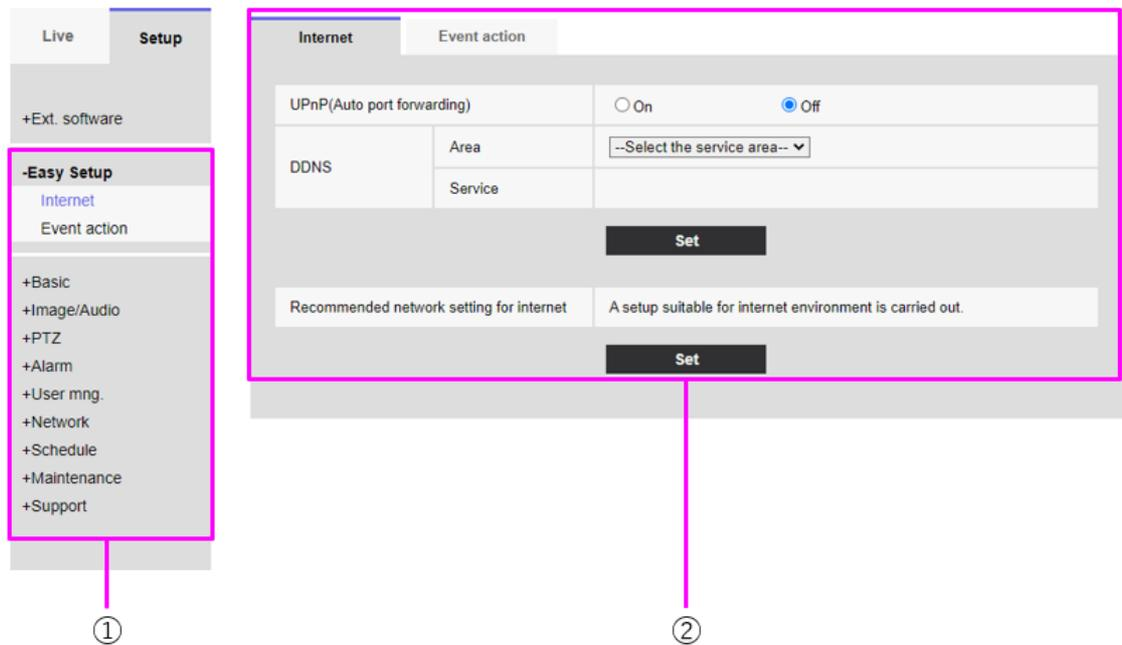 Live
Setup
+Ext. software
-Easy Setup
Internet
Event action
+Basic
+Image/Audio
+PTZ
+Alarm
+User mng.
+Network
+Schedule
+Maintenance
+Support
①
Internet
Event action
UPnP(Auto port forwarding)
On
Off
DDNS
Area
--Select the service area--
Service
Set
Recommended network setting for internet
A setup suitable for internet environment is carried out.
Set
②